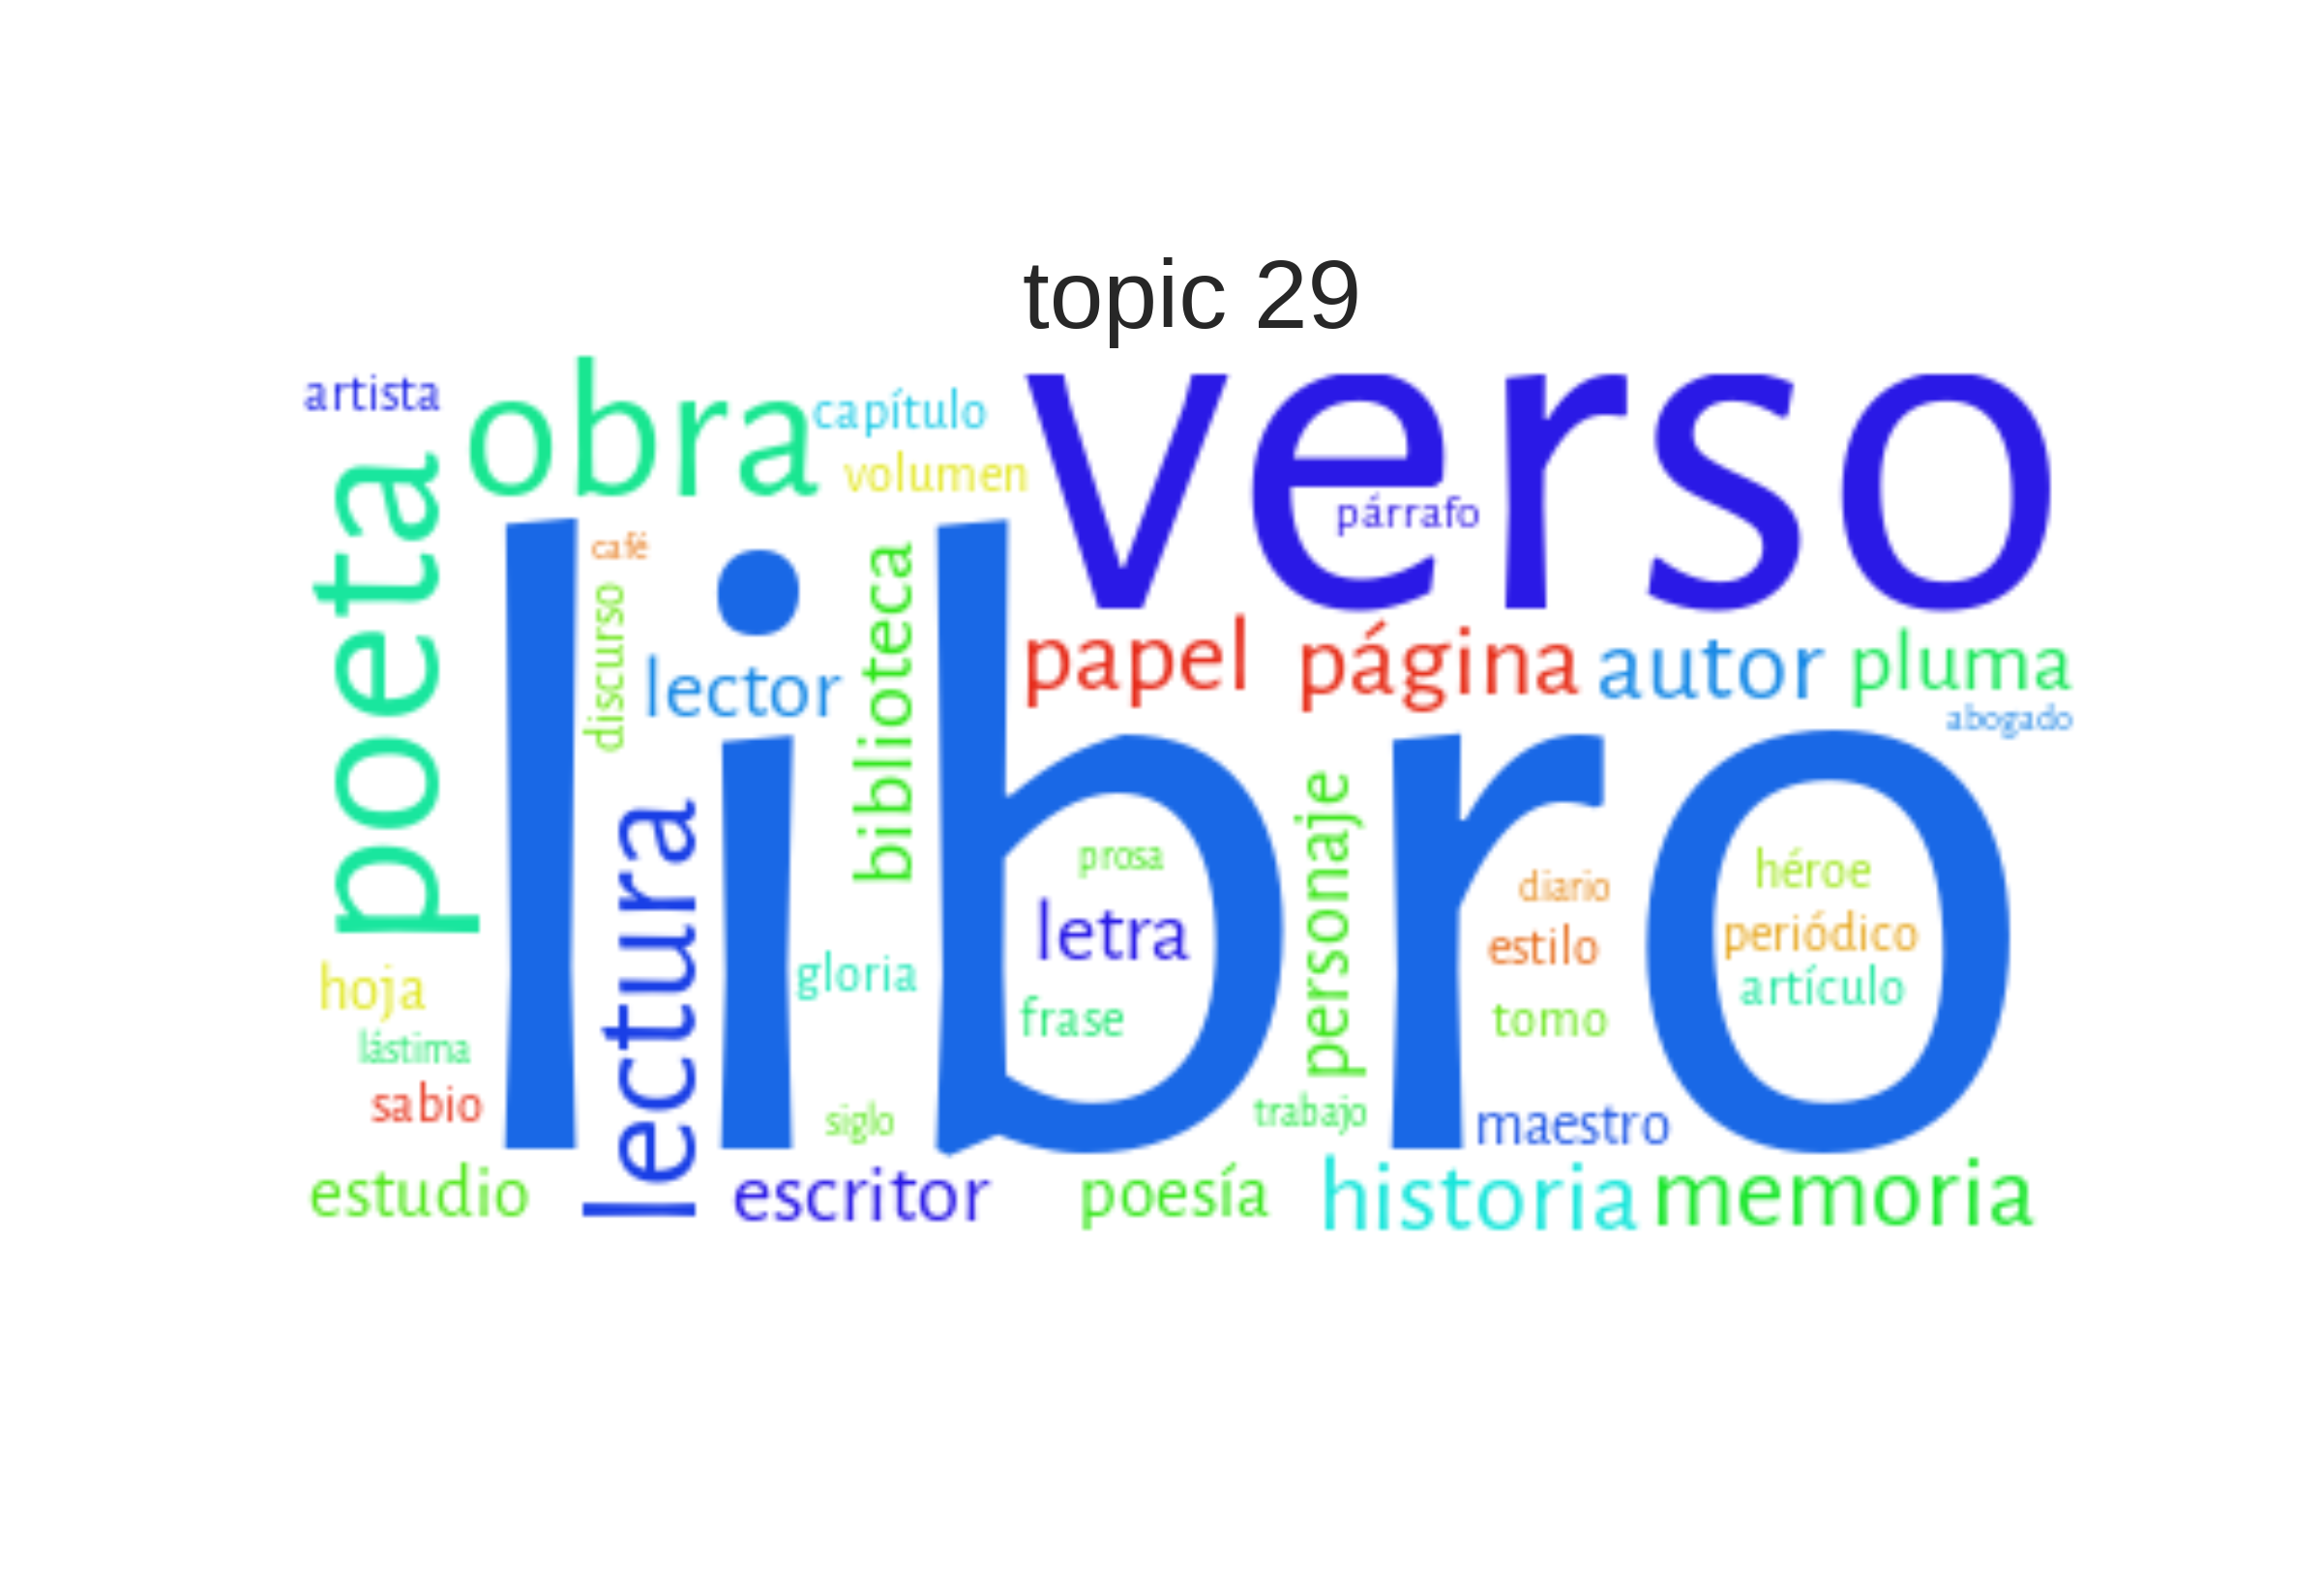 topic 29
artista
obra
capítulo
volumen
verso
párrafo
poeta
café
discurso
lector
biblioteca
papel
página
autor
pluma
abogado
libro
lectura
prosa
letra
frase
gloria
personaje
diario
estilo
tomo
héroe
periódico
artículo
hoja
lástima
sabio
siglo
trabajo
maestro
estudio
escritor
poesía
historia
memoria